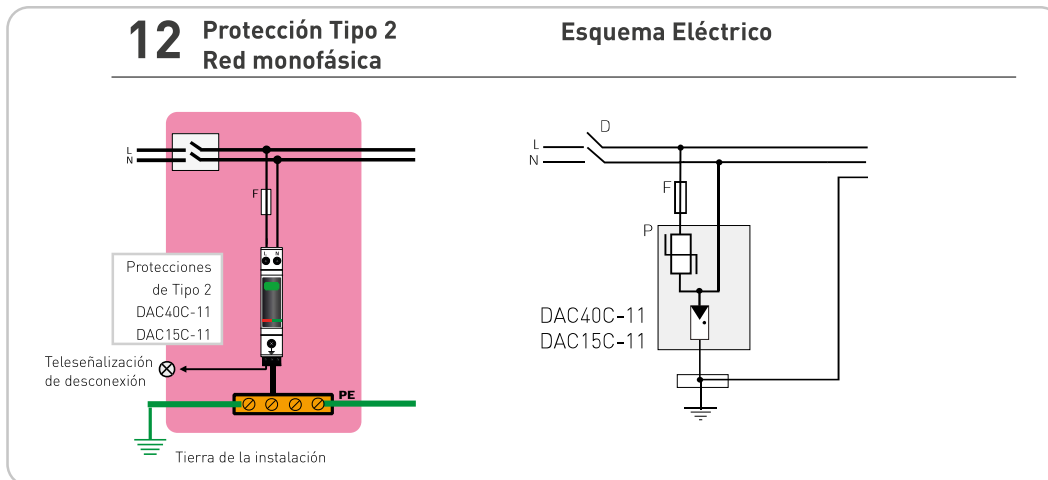 12
Protección Tipo 2
Red monofásica
Esquema Eléctrico
L
N
F
L N
Protecciones
de Tipo 2
DAC40C-11
DAC15C-11
Teleseñalización
de desconexión
PE
Tierra de la instalación
D
L
N
F
P
DAC40C-11
DAC15C-11